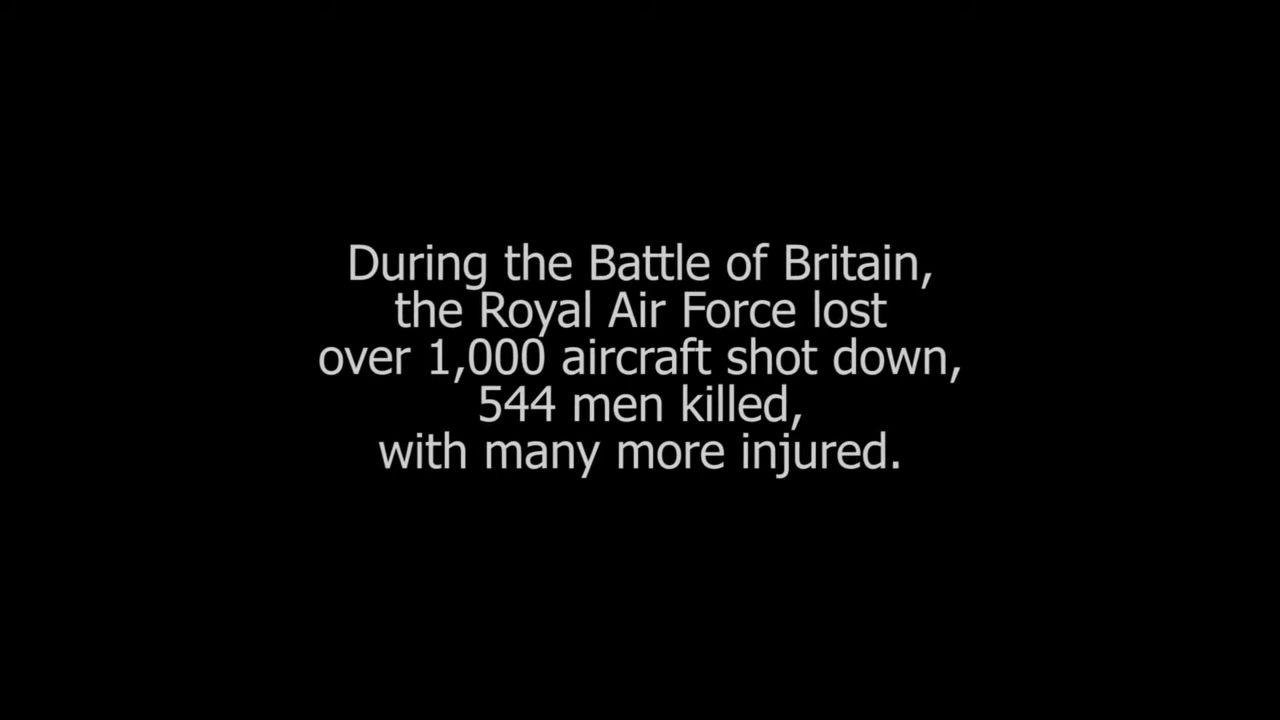 During the Battle of Britain,
the Royal Air Force lost
over 1,000 aircraft shot down,
544 men killed,
with many more injured.